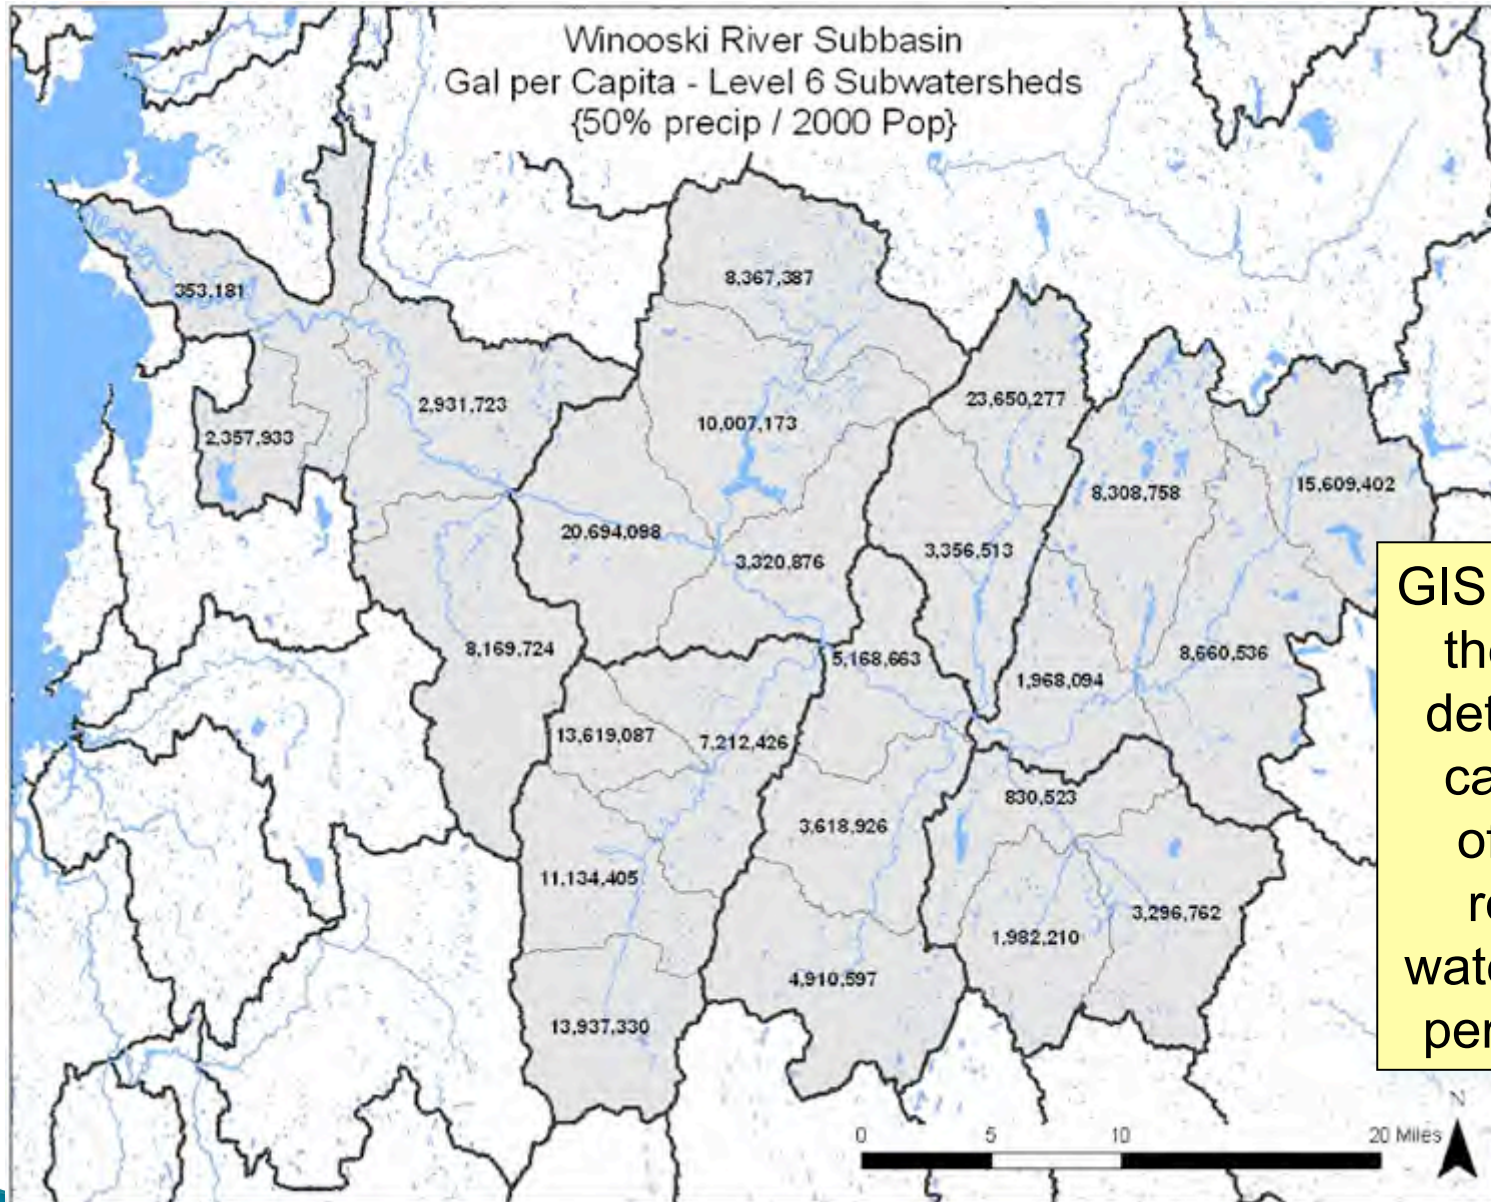 Winooski River Subbasin
Gal per Capita - Level 6 Subwatersheds
{50% precip / 2000 Pop}
8,367,387
353,181
23,650,277
2,931,723
10,007,173
2,357,933
15,609,402
8,308,758
20,694,098
3,356,513
3,320,876
8,169,724
5,168,663
8,660,536
1,968,094
13,619,087
7,212,426
830,523
3,618,926
11,134,405
3,296,762
1,982,210
4,910,597
13,937,330
GIS
the
det
ca
of
re
wate
per
N
0 5 10 20 Miles